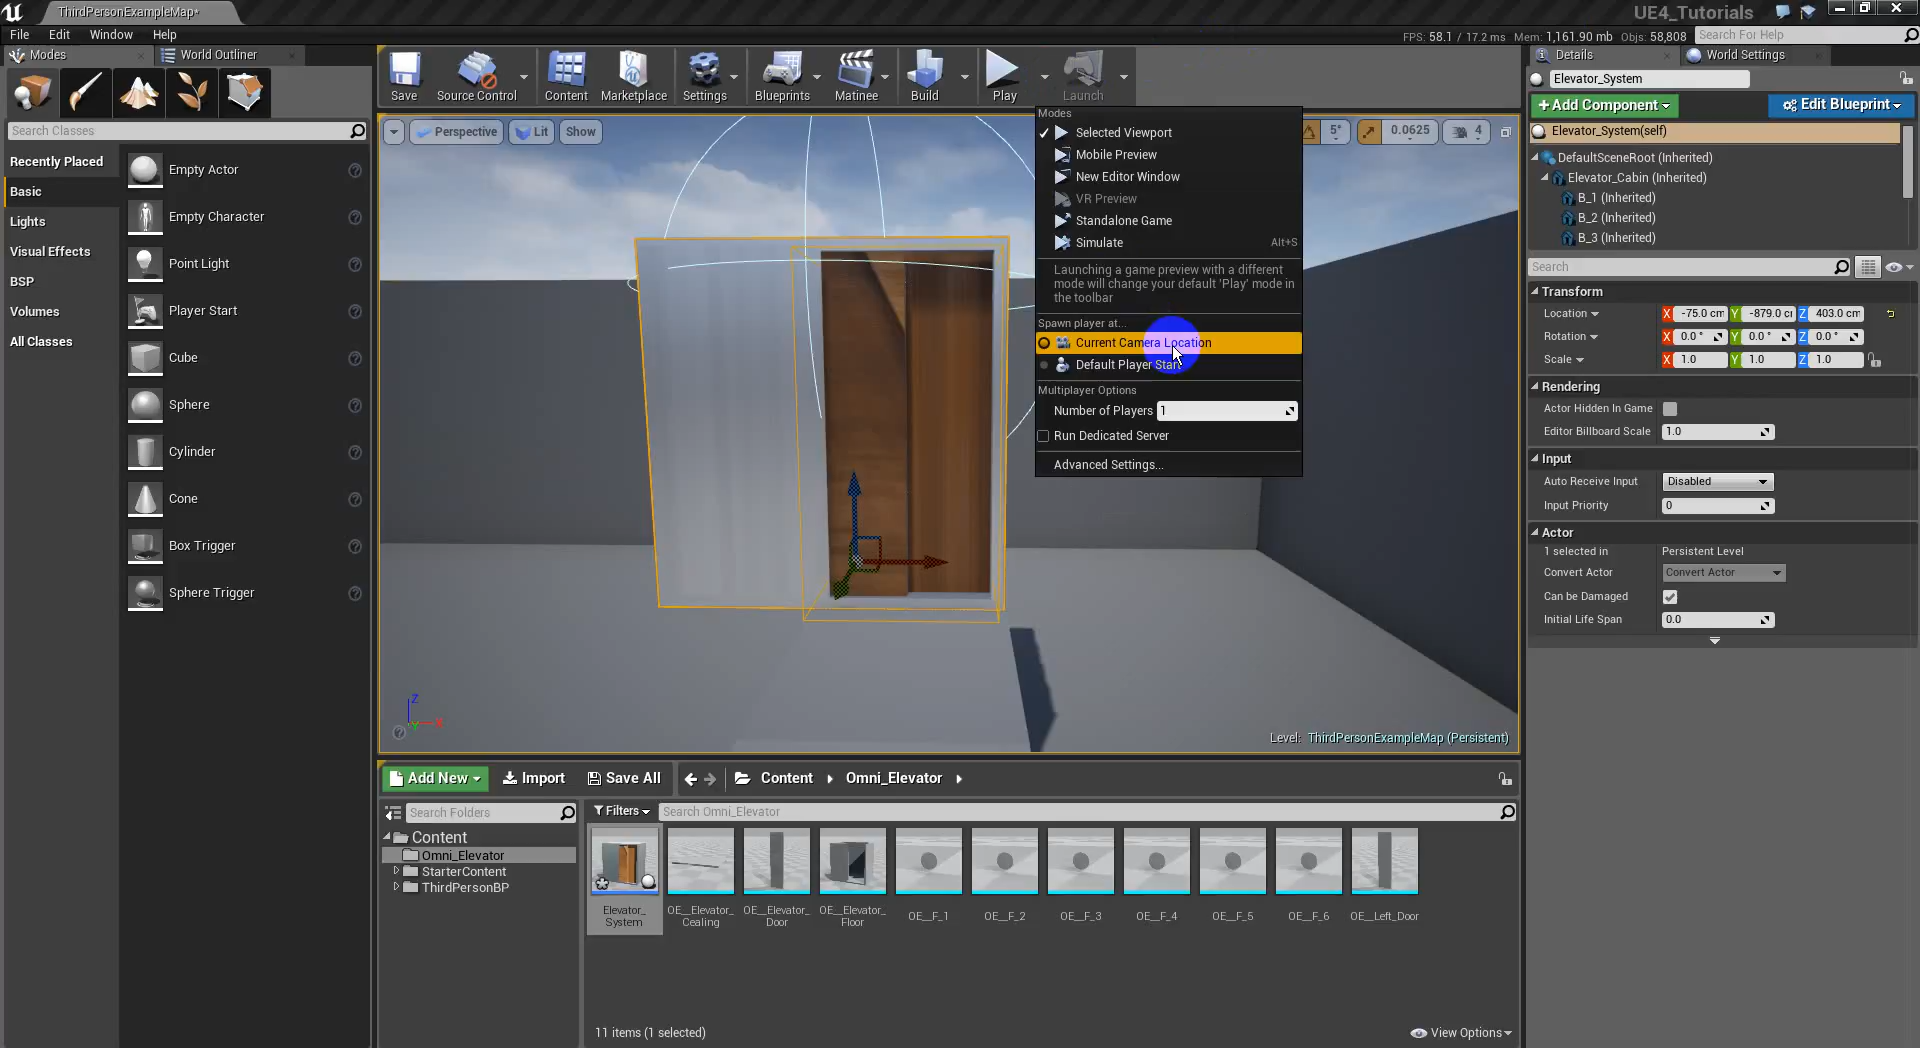 ThirdPersonExampleMap*
UE4_Tutorials
File Edit Window Help
FPS: 58.1 / 17.2 ms Mem: 1,161.90 mb Objs: 58,808
Search For Help
Modes
World Outliner
Search Classes
Recently Placed
Basic
Lights
Visual Effects
BSP
Volumes
All Classes
Empty Actor
Empty Character
Point Light
Player Start
Cube
Sphere
Cylinder
Cone
Box Trigger
Sphere Trigger
Save
Source Control
Content
Marketplace
Settings
Blueprints
Matinee
Build
Play
Launch
Perspective
Lit
Show
5°
0.0625
4
Modes
Selected Viewport
Mobile Preview
New Editor Window
VR Preview
Standalone Game
Simulate Alt+S
Launching a game preview with a different
mode will change your default 'Play' mode in
the toolbar
Spawn player at...
Current Camera Location
Default Player Start
Multiplayer Options
Number of Players 1
Run Dedicated Server
Advanced Settings...
Z
X
Y
Level: ThirdPersonExampleMap (Persistent)
Add New
Import
Save All
Content
Omni_Elevator
Search Folders
Content
Omni_Elevator
StarterContent
ThirdPersonBP
Filters
Search Omni_Elevator
Elevator_
System
OE__Elevator_
Cealing
OE__Elevator_
Door
OE__Elevator_
Floor
OE__F_1
OE__F_2
OE__F_3
OE__F_4
OE__F_5
OE__F_6
OE__Left_Door
11 items (1 selected)
View Options
Details
World Settings
Elevator_System
+Add Component
Edit Blueprint
Elevator_System(self)
DefaultSceneRoot (Inherited)
Elevator_Cabin (Inherited)
B_1 (Inherited)
B_2 (Inherited)
B_3 (Inherited)
Search
Transform
Location X -75.0 cm Y -879.0 cm Z 403.0 cm
Rotation X 0.0° Y 0.0° Z 0.0°
Scale X 1.0 Y 1.0 Z 1.0
Rendering
Actor Hidden In Game
Editor Billboard Scale 1.0
Input
Auto Receive Input Disabled
Input Priority 0
Actor
1 selected in Persistent Level
Convert Actor Convert Actor
Can be Damaged
Initial Life Span 0.0